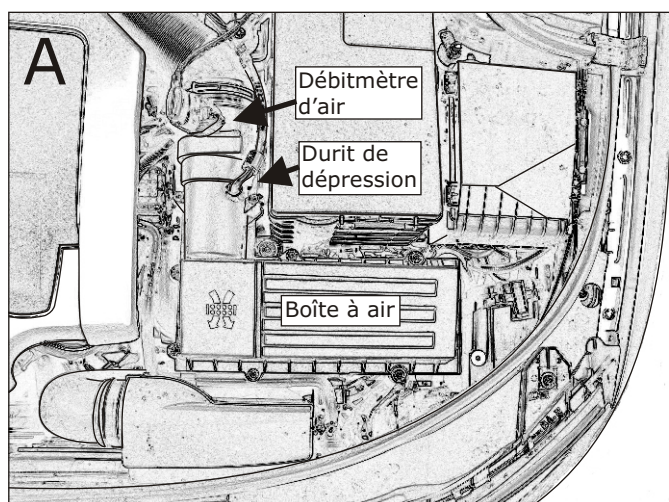 A
Débitmètre
d'air
Durit de
dépression
Boîte à air